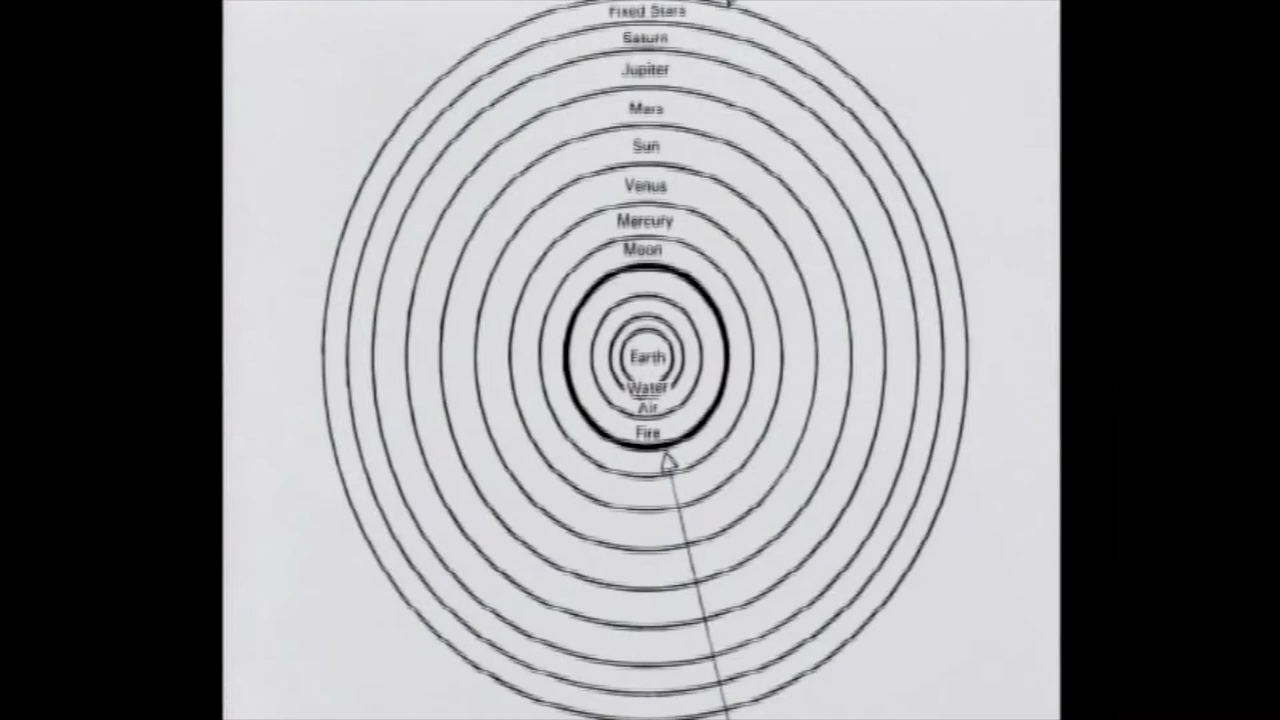 Fixed Stars
Saturn
Jupiter
Mars
Sun
Venus
Mercury
Moon
Earth
Water
Air
Fire